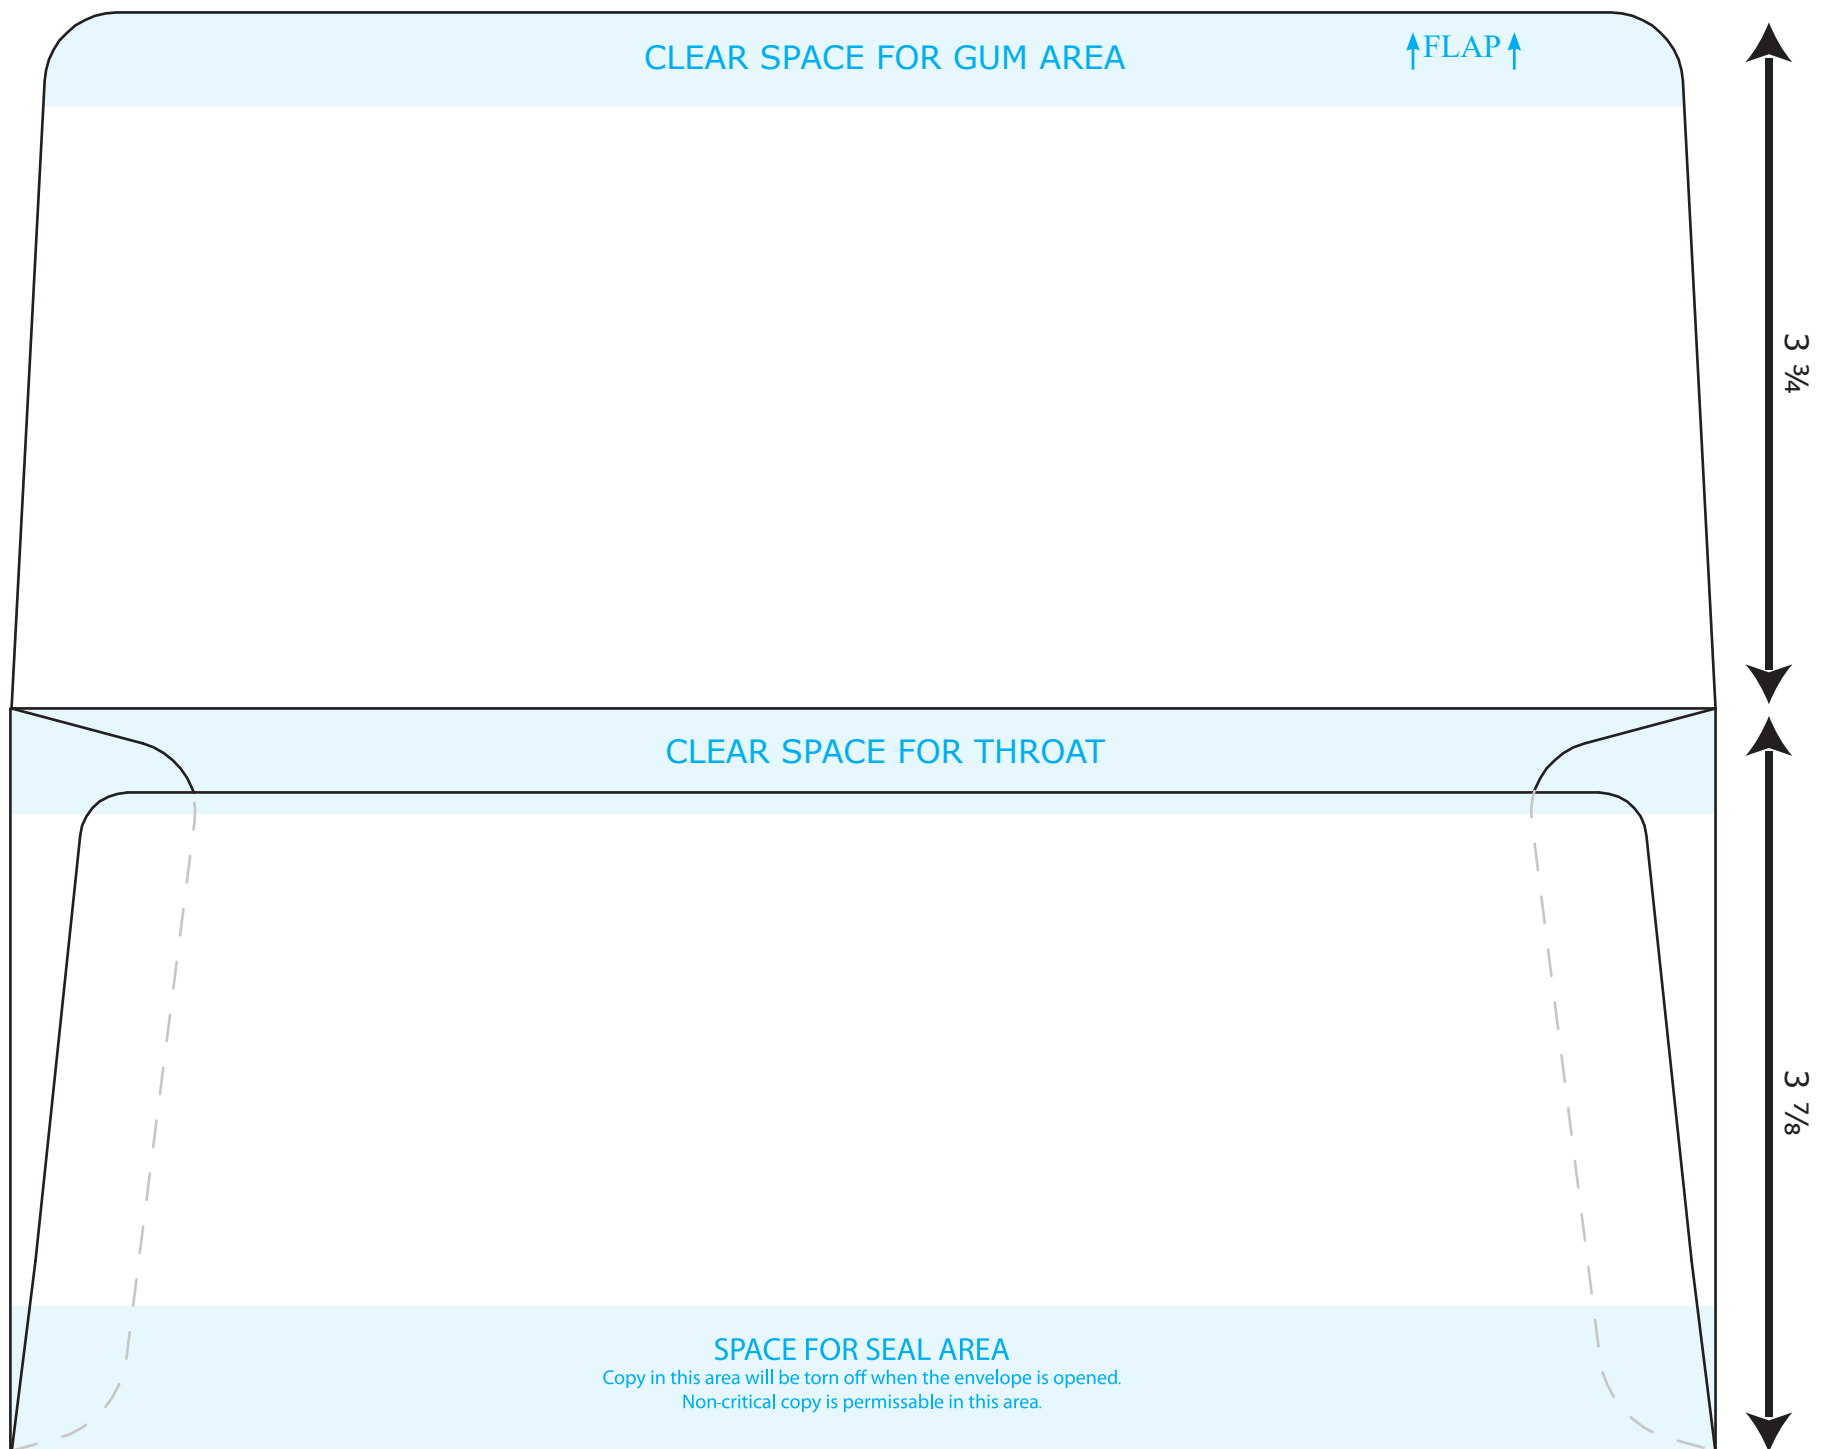 CLEAR SPACE FOR GUM AREA
FLAP
3 ¾
CLEAR SPACE FOR THROAT
3 ⅞
SPACE FOR SEAL AREA
Copy in this area will be torn off when the envelope is opened.
Non-critical copy is permissable in this area.